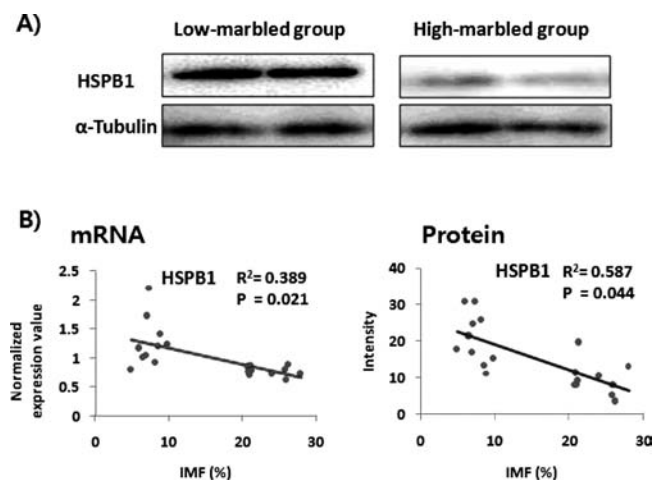 A)
Low-marbled group High-marbled group
HSPB1
α-Tubulin
B)
mRNA
HSPB1 R²= 0.389
P = 0.021
Normalized
expression value
2.5
2
1.5
1
0.5
0
0 10 20 30
IMF (%)
Protein
HSPB1 R²= 0.587
P = 0.044
Intensity
40
30
20
10
0
0 10 20 30
IMF (%)